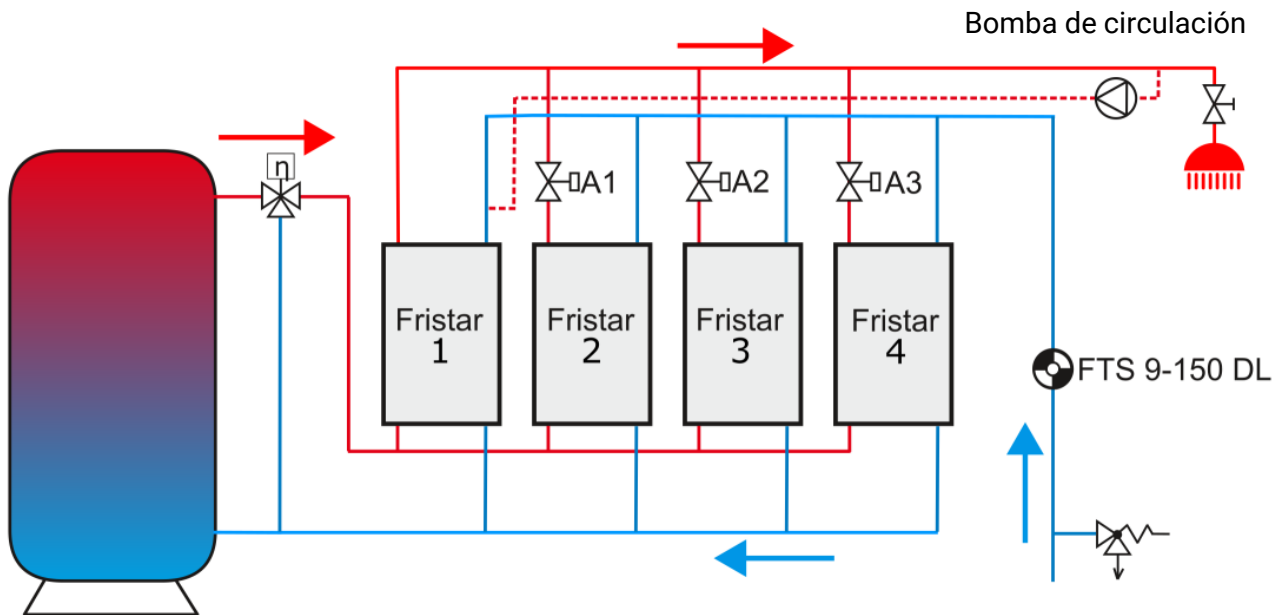 Bomba de circulación
η
A1
A2
A3
Fristar
1
Fristar
2
Fristar
3
Fristar
4
FTS 9-150 DL